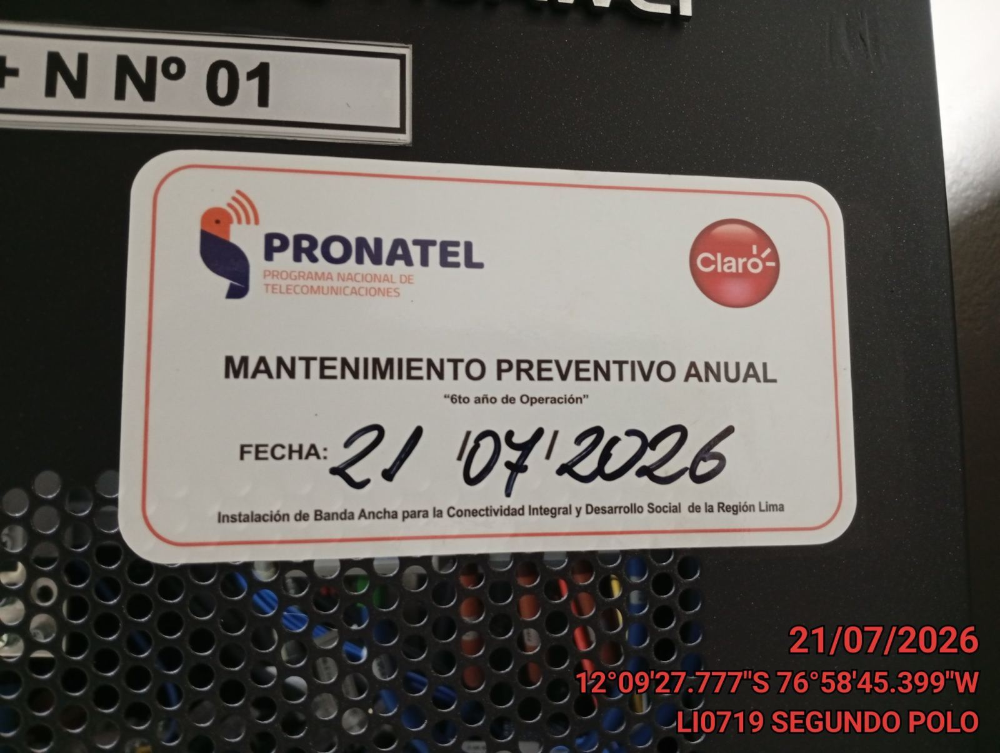 + N Nº 01
PRONATEL
PROGRAMA NACIONAL DE
TELECOMUNICACIONES
Claro
MANTENIMIENTO PREVENTIVO ANUAL
“6to año de Operación”
FECHA: 21/07/2026
Instalación de Banda Ancha para la Conectividad Integral y Desarrollo Social de la Región Lima
21/07/2026
12°09'27.777"S 76°58'45.399"W
LI0719 SEGUNDO POLO